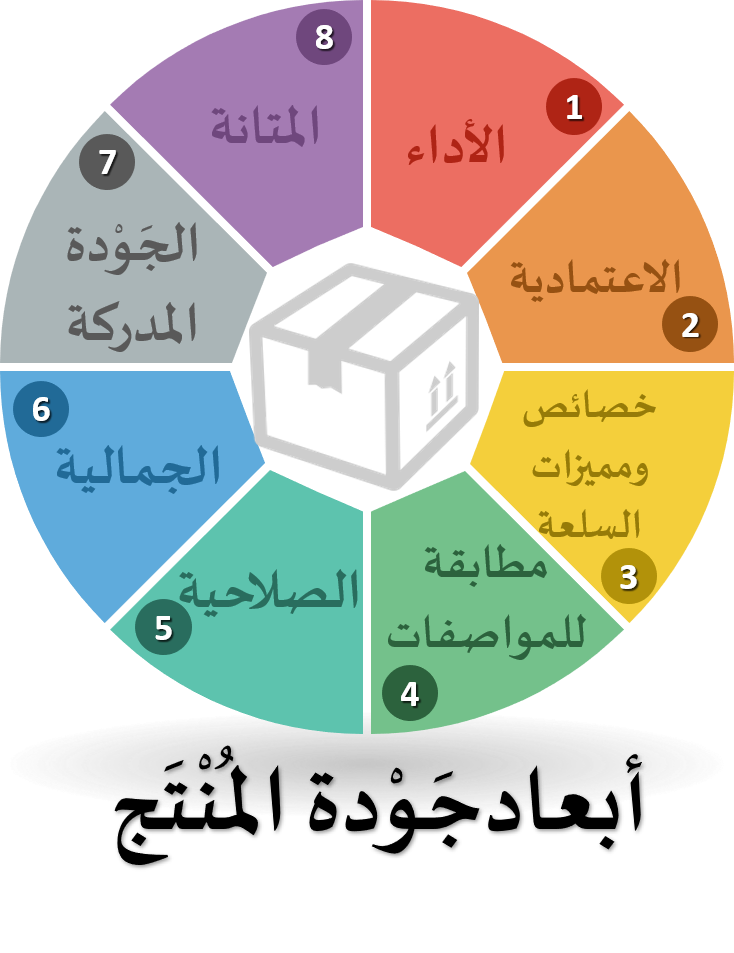 1
الأداء
الاعتمادية
2
خصائص
ومميزات
السلعة
3
مطابقة
للمواصفات
4
الصلاحية
5
6
الجمالية
7
الجَوْدة
المدركة
8
المتانة
أبعادجَوْدة المُنْتَج